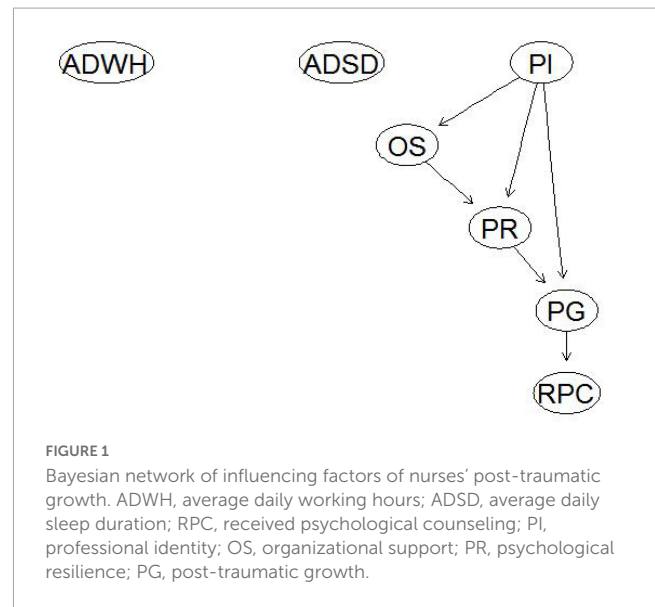 ADWH ADSD PI
OS
PR
PG
RPC
FIGURE 1
Bayesian network of influencing factors of nurses’ post-traumatic
growth. ADWH, average daily working hours; ADSD, average daily
sleep duration; RPC, received psychological counseling; PI,
professional identity; OS, organizational support; PR, psychological
resilience; PG, post-traumatic growth.